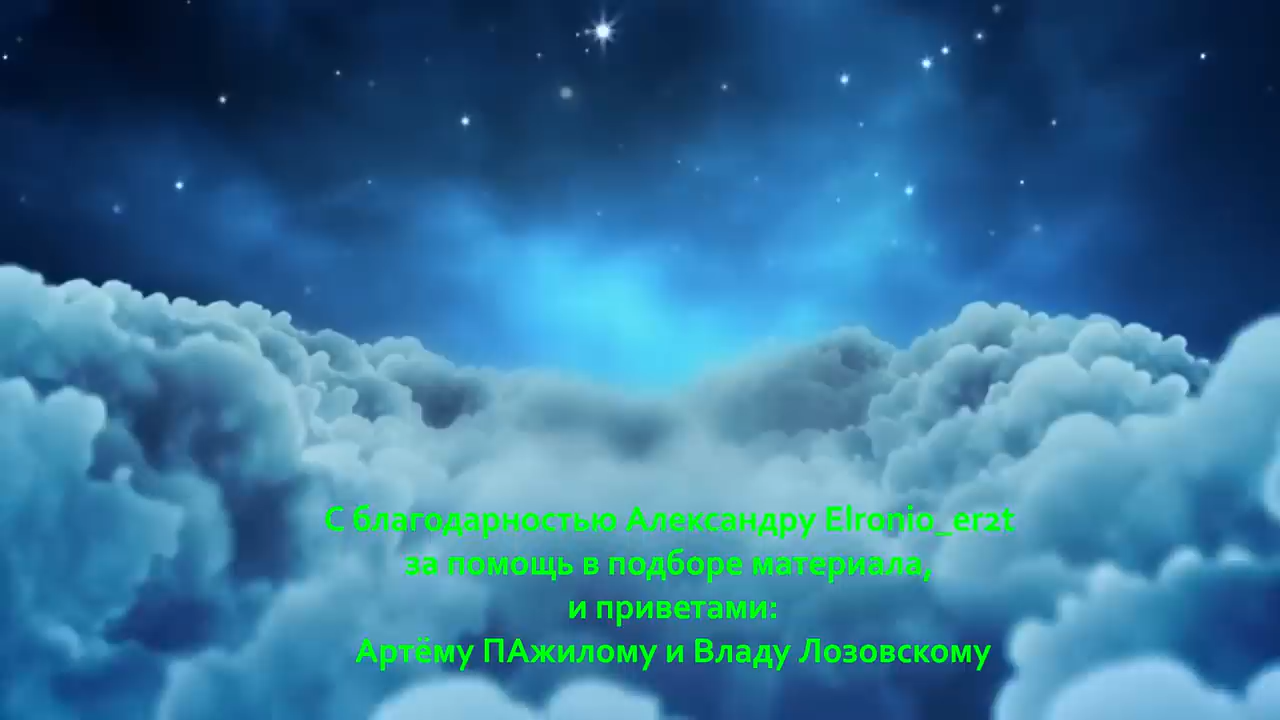 С благодарностью Александру Elronio_er2t
за помощь в подборе материала,
и приветами:
Артёму ПАжилому и Владу Лозовскому